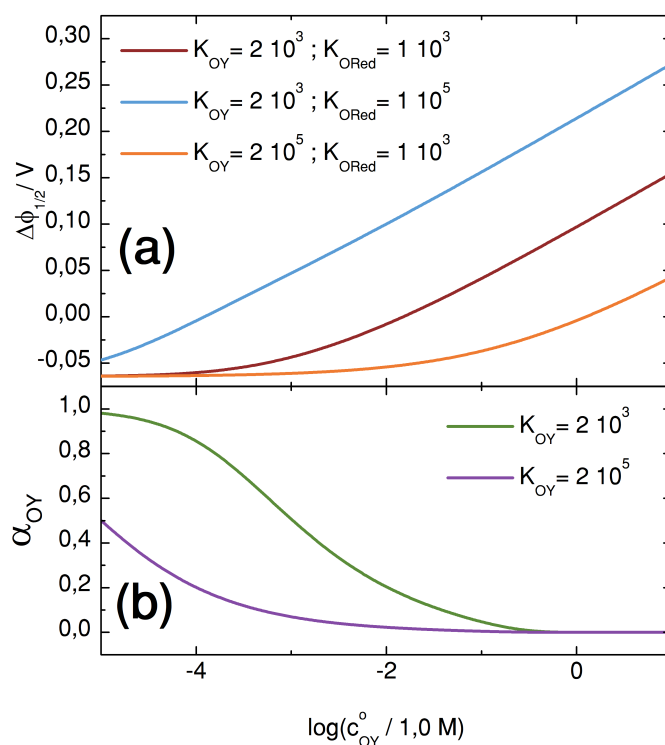 0,30
0,25
0,20
0,15
0,10
0,05
0,00
-0,05
Δϕ1/2/ V
K_OY= 2 10^3 ; K_ORed= 1 10^3
K_OY= 2 10^3 ; K_ORed= 1 10^5
K_OY= 2 10^5 ; K_ORed= 1 10^3
(a)
1,0
0,8
0,6
0,4
0,2
0,0
α_OY
K_OY= 2 10^3
K_OY= 2 10^5
(b)
-4 -2 0
log(c^o_OY / 1,0 M)